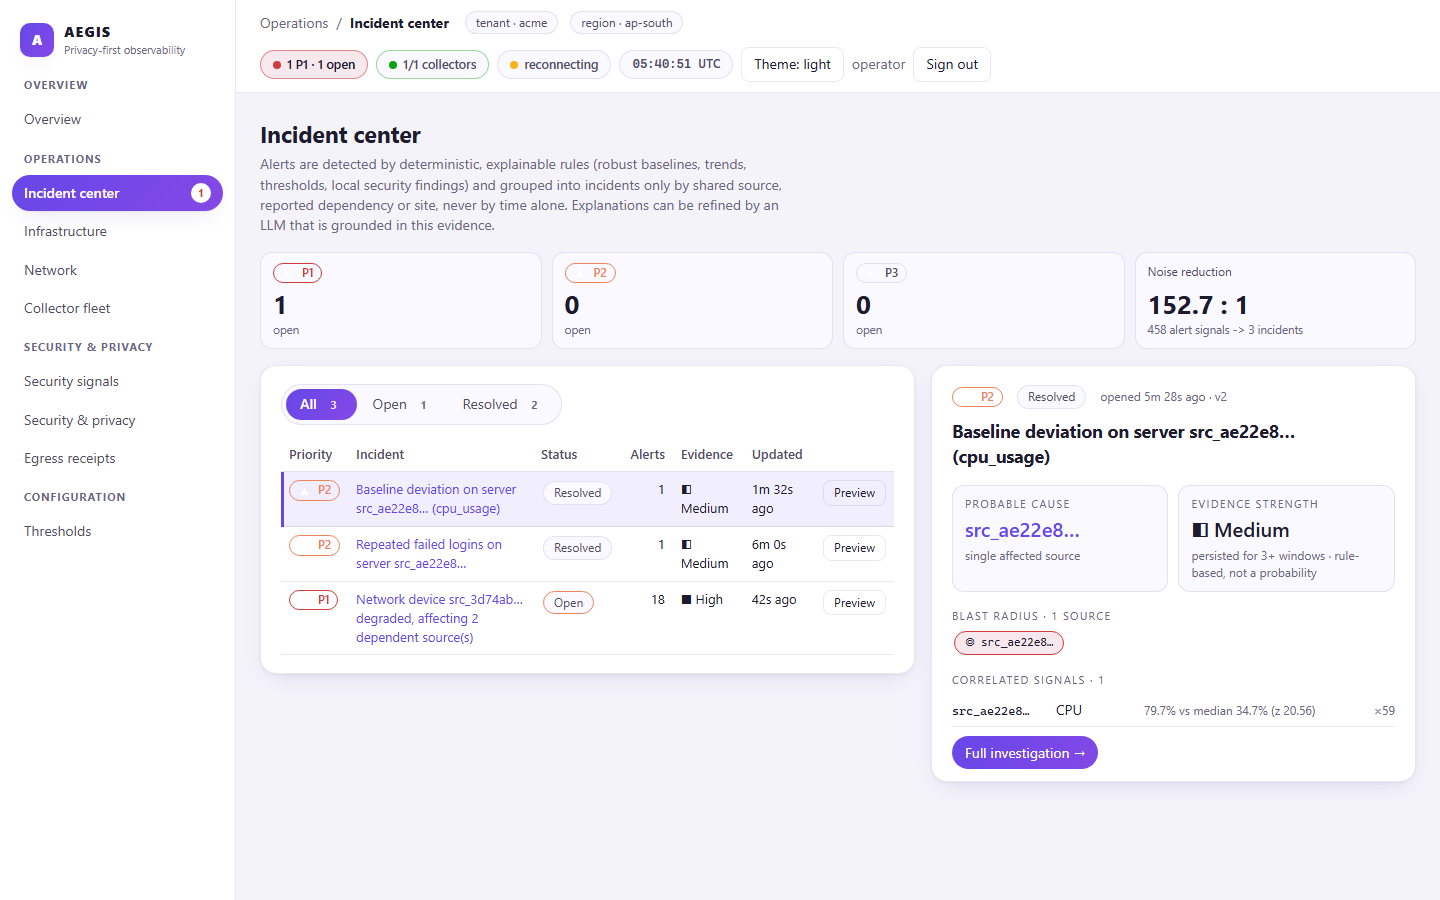 A
AEGIS
Privacy-first observability
OVERVIEW
Overview
OPERATIONS
Incident center 1
Infrastructure
Network
Collector fleet
SECURITY & PRIVACY
Security signals
Security & privacy
Egress receipts
CONFIGURATION
Thresholds
Operations / Incident center tenant · acme region · ap-south
1 P1 · 1 open 1/1 collectors reconnecting 05:40:51 UTC Theme: light operator Sign out
Incident center
Alerts are detected by deterministic, explainable rules (robust baselines, trends,
thresholds, local security findings) and grouped into incidents only by shared source,
reported dependency or site, never by time alone. Explanations can be refined by an
LLM that is grounded in this evidence.
P1
1
open
P2
0
open
P3
0
open
Noise reduction
152.7 : 1
458 alert signals -> 3 incidents
All 3 Open 1 Resolved 2
Priority Incident Status Alerts Evidence Updated
P2 Baseline deviation on server src_ae22e8… (cpu_usage) Resolved 1 Medium 1m 32s ago Preview
P2 Repeated failed logins on server src_ae22e8… Resolved 1 Medium 6m 0s ago Preview
P1 Network device src_3d74ab… degraded, affecting 2 dependent source(s) Open 18 High 42s ago Preview
P2 Resolved opened 5m 28s ago · v2
Baseline deviation on server src_ae22e8…
(cpu_usage)
PROBABLE CAUSE
src_ae22e8…
single affected source
EVIDENCE STRENGTH
Medium
persisted for 3+ windows · rule-
based, not a probability
BLAST RADIUS · 1 SOURCE
src_ae22e8…
CORRELATED SIGNALS · 1
src_ae22e8… CPU 79.7% vs median 34.7% (z 20.56) ×59
Full investigation →